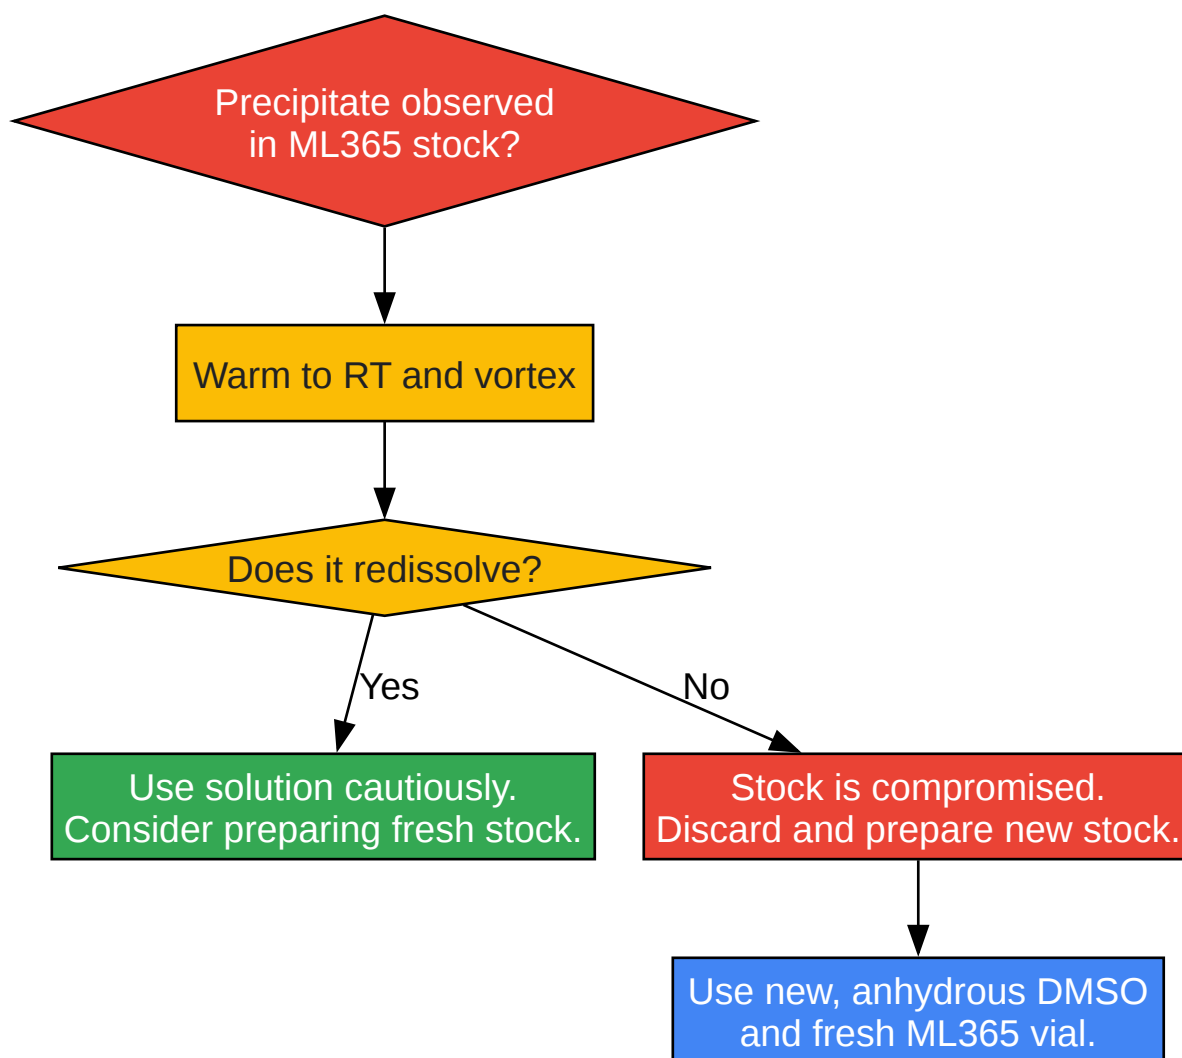 Precipitate observed
in ML365 stock?
Warm to RT and vortex
Does it redissolve?
Yes
No
Use solution cautiously.
Consider preparing fresh stock.
Stock is compromised.
Discard and prepare new stock.
Use new, anhydrous DMSO
and fresh ML365 vial.